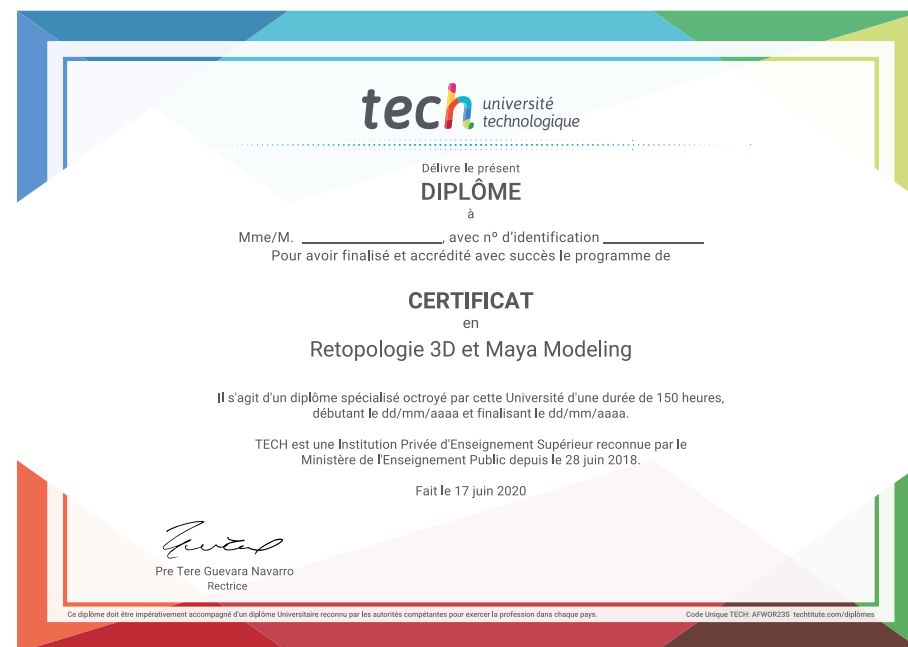 tech université
technologique
Délivre le présent
DIPLÔME
à
Mme/M. ____________________, avec nº d'identification ______________
Pour avoir finalisé et accrédité avec succès le programme de
CERTIFICAT
en
Retopologie 3D et Maya Modeling
Il s'agit d'un diplôme spécialisé octroyé par cette Université d'une durée de 150 heures,
débutant le dd/mm/aaaa et finalisant le dd/mm/aaaa.
TECH est une Institution Privée d'Enseignement Supérieur reconnue par le
Ministère de l'Enseignement Public depuis le 28 juin 2018.
Fait le 17 juin 2020
Pre Tere Guevara Navarro
Rectrice
Ce diplôme doit être impérativement accompagné d'un diplôme Universitaire reconnu par les autorités compétentes pour exercer la profession dans chaque pays.
Code Unique TECH: AFWOR23S techtitute.com/diplômes